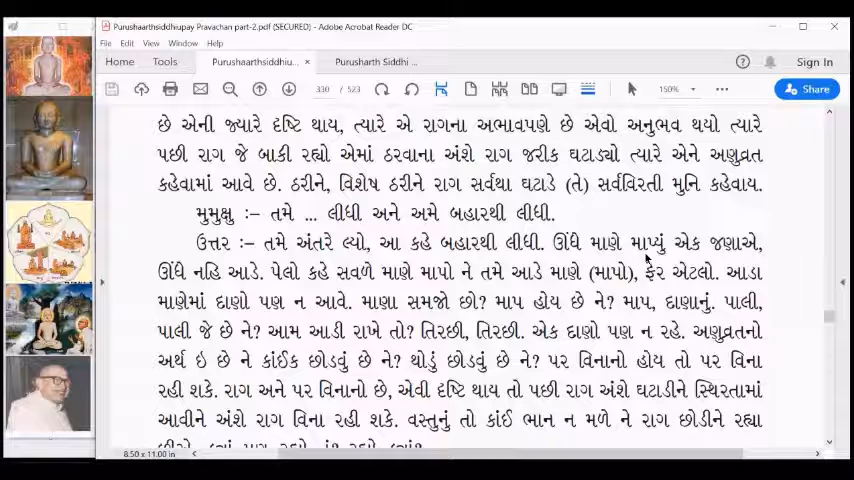 Purushaarthsiddhiupay Pravachan part-2.pdf (SECURED) - Adobe Acrobat Reader DC
File Edit View Window Help
Home Tools Purushaarthsiddhiu... × Purusharth Siddhi ... Sign In
330 / 523 150% Share
છે એની જ્યારે દૃષ્ટિ થાય, ત્યારે એ રાગના અભાવપણે છે એવો અનુભવ થયો ત્યારે
પછી રાગ જે બાકી રહ્યો એમાં ઠરવાના અંશે રાગ જરીક ઘટાડ્યો ત્યારે એને અણુવ્રત
કહેવામાં આવે છે. ઠરીને, વિશેષ ઠરીને રાગ સર્વથા ઘટાડે (તે) સર્વવિરતી મુનિ કહેવાય.
મુમુક્ષુ :– તમે ... લીધી અને અમે બહારથી લીધી.
ઉત્તર :– તમે અંતરે લ્યો, આ કહે બહારથી લીધી. ઊંધે માણે માપ્યું એક જણાએ,
ઊંધે નહિ આડે. પેલો કહે સવળે માણે માપો ને તમે આડે માણે (માપો), ફેર એટલો. આડા
માણેમાં દાણો પણ ન આવે. માણા સમજો છો? માપ હોય છે ને? માપ, દાણાનું. પાલી,
પાલી જે છે ને? આમ આડી રાખે તો? તિરછી, તિરછી. એક દાણો પણ ન રહે. અણુવ્રતનો
અર્થ ઇ છે ને કાંઈક છોડવું છે ને? થોડું છોડવું છે ને? પર વિનાનો હોય તો પર વિના
રહી શકે. રાગ અને પર વિનાનો છે, એવી દૃષ્ટિ થાય તો પછી રાગ અંશે ઘટાડીને સ્થિરતામાં
આવીને અંશે રાગ વિના રહી શકે. વસ્તુનું તો કાંઈ ભાન ન મળે ને રાગ છોડીને રહ્યા
8.50 x 11.00 in